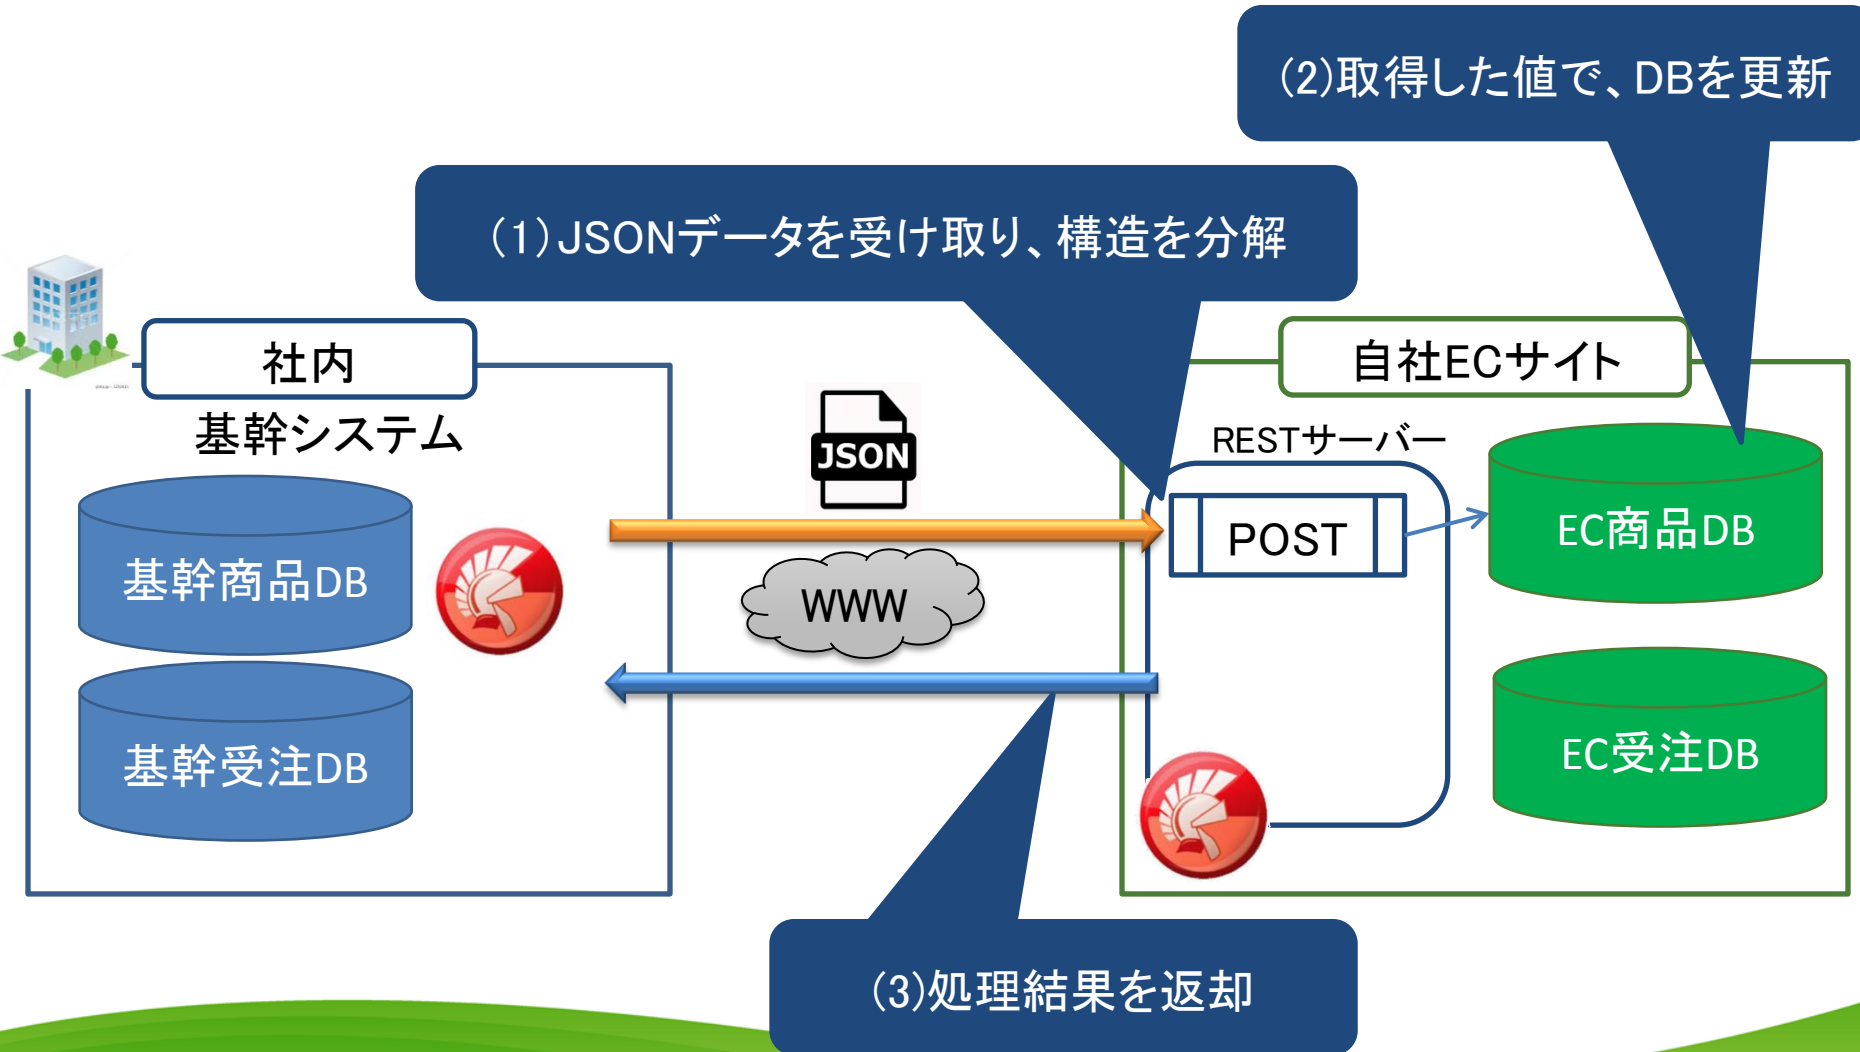 (2)取得した値で、DBを更新
(1)JSONデータを受け取り、構造を分解
社内
自社ECサイト
基幹システム
JSON
RESTサーバー
基幹商品DB
WWW
POST
EC商品DB
基幹受注DB
EC受注DB
(3)処理結果を返却